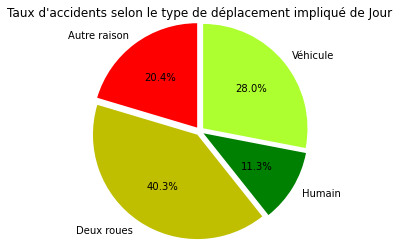 Taux d'accidents selon le type de déplacement impliqué de Jour
Autre raison
Véhicule
20.4%
28.0%
11.3%
40.3%
Humain
Deux roues